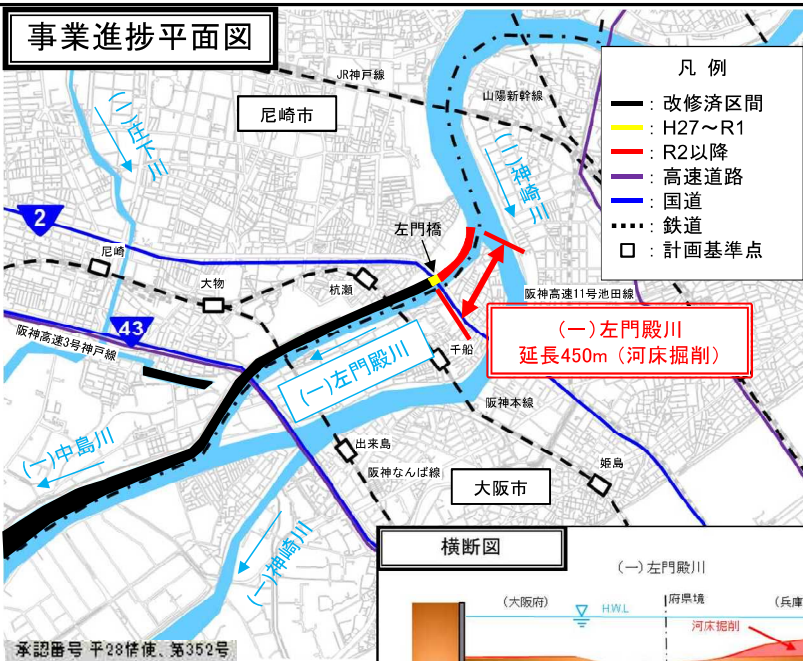 事業進捗平面図
JR神戸線
山陽新幹線
尼崎市
凡 例
：改修済区間
：H27～R1
：R2以降
：高速道路
：国道
：鉄道
：計画基準点
(二)庄下川
(二)神崎川
2
左門橋
尼崎
大物
杭瀬
阪神高速11号池田線
43
阪神高速3号神戸線
(一)左門殿川
延長450m（河床掘削）
千船
(一)左門殿川
阪神本線
(一)中島川
出来島
阪神なんば線
姫島
大阪市
(一)神崎川
横断図
(一)左門殿川
(大阪府)
H.W.L
府県境
(兵庫
河床掘削
承認番号 平28情使、第352号